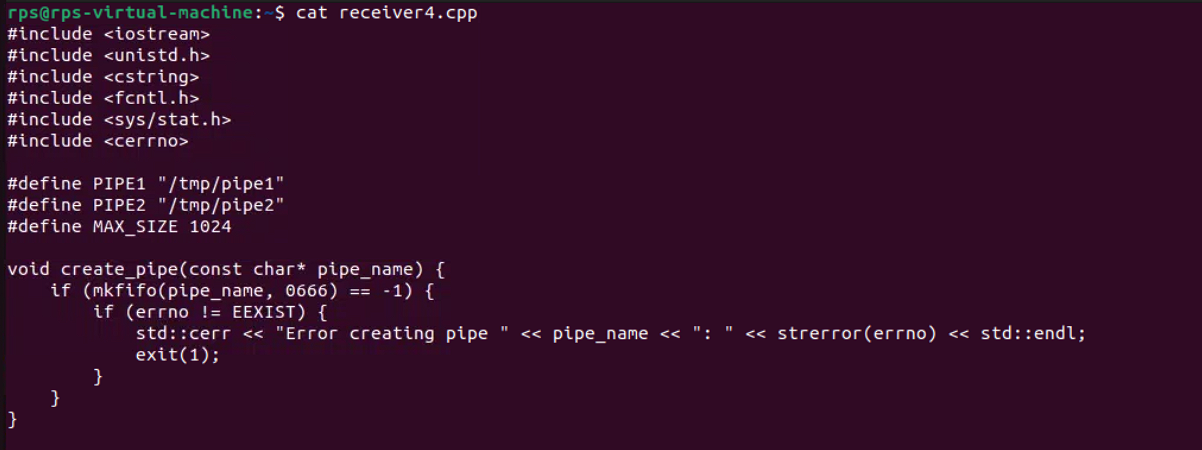 rps@rps-virtual-machine:~$ cat receiver4.cpp
#include <iostream>
#include <unistd.h>
#include <cstring>
#include <fcntl.h>
#include <sys/stat.h>
#include <cerrno>

#define PIPE1 "/tmp/pipe1"
#define PIPE2 "/tmp/pipe2"
#define MAX_SIZE 1024

void create_pipe(const char* pipe_name) {
    if (mkfifo(pipe_name, 0666) == -1) {
        if (errno != EEXIST) {
            std::cerr << "Error creating pipe " << pipe_name << ": " << strerror(errno) << std::endl;
            exit(1);
        }
    }
}